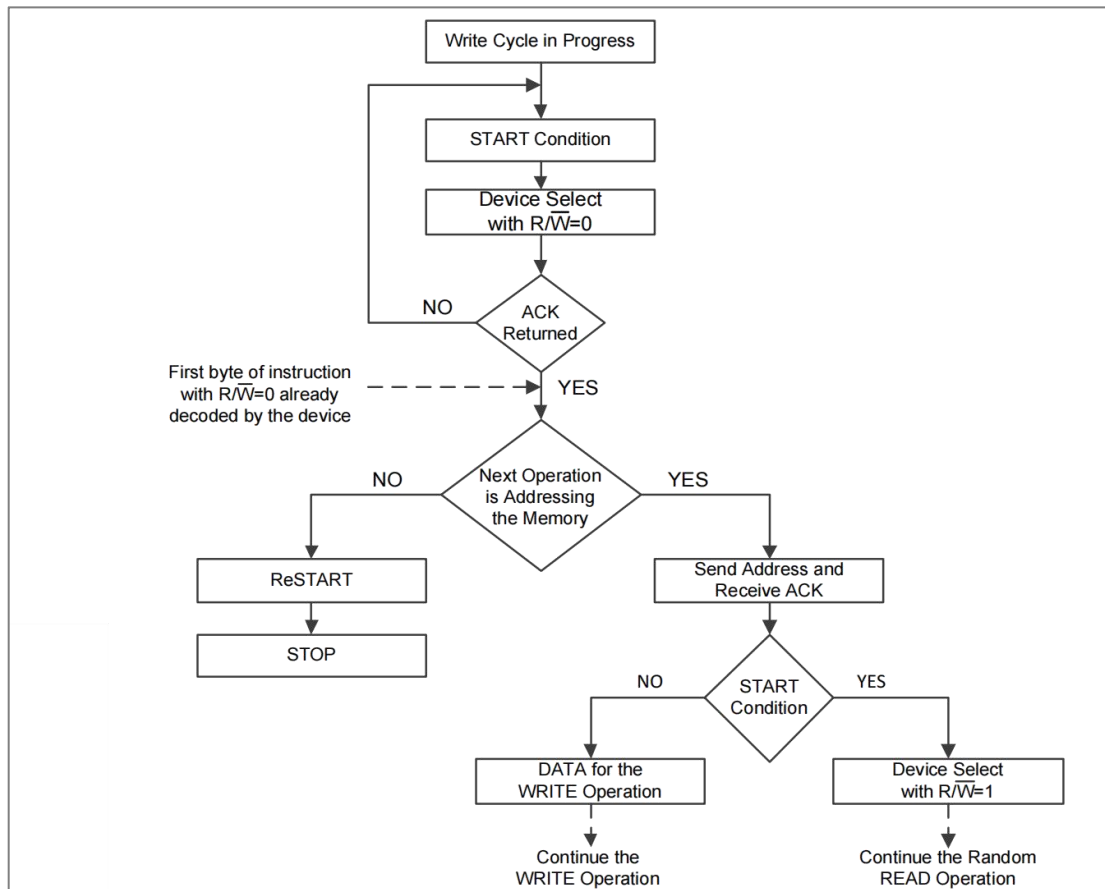 Write Cycle in Progress
START Condition
Device Select
with R/W̅=0
NO
ACK
Returned
First byte of instruction
with R/W̅=0 already
decoded by the device
YES
NO
Next Operation
is Addressing
the Memory
YES
ReSTART
Send Address and
Receive ACK
STOP
NO
START
Condition
YES
DATA for the
WRITE Operation
Device Select
with R/W̅=1
Continue the
WRITE Operation
Continue the Random
READ Operation